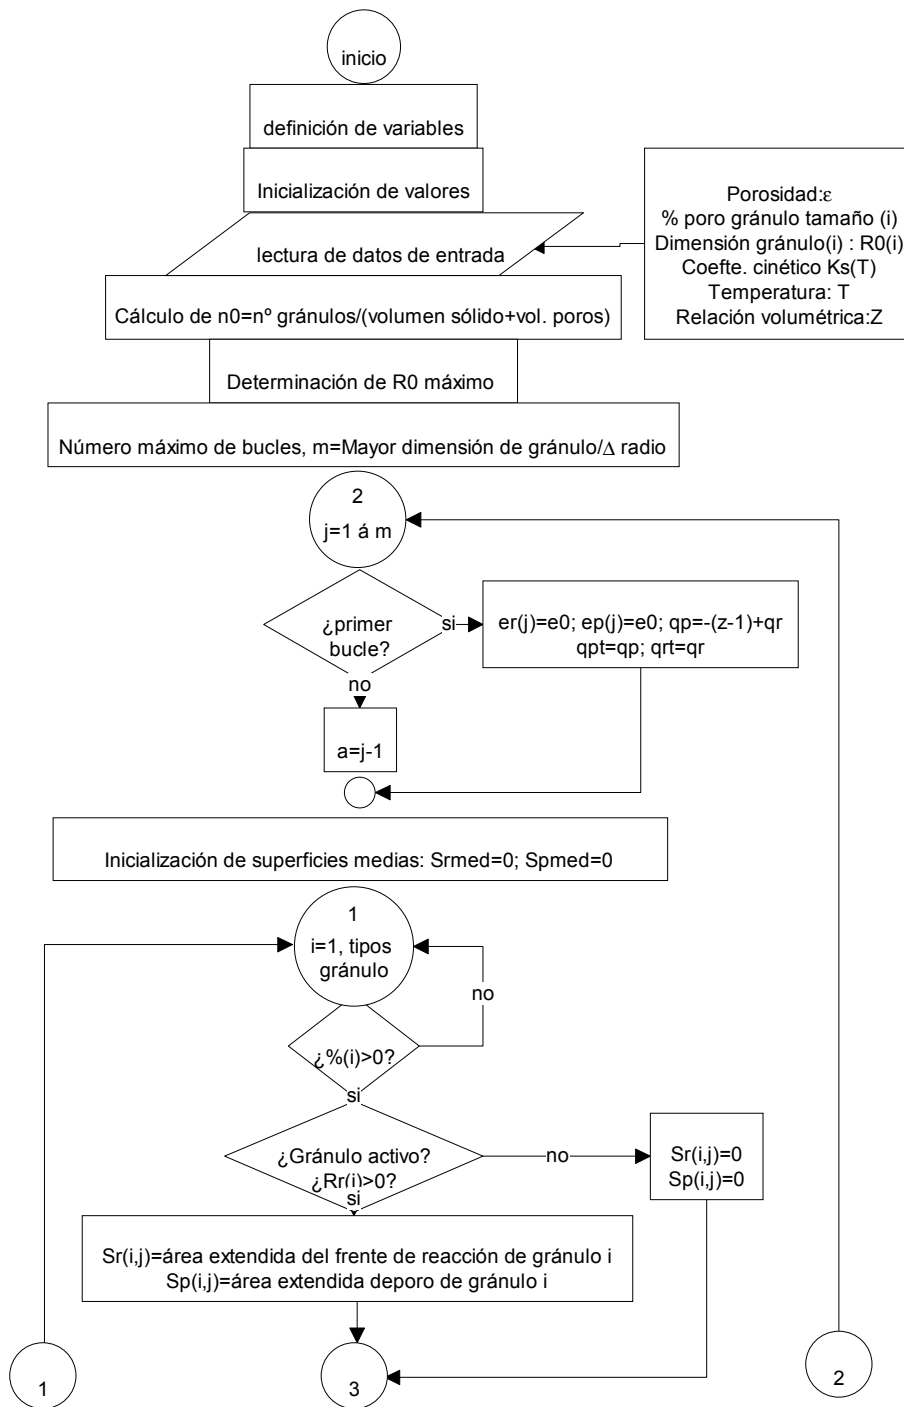 inicio
definición de variables
Inicialización de valores
lectura de datos de entrada
Porosidad:ε
% poro gránulo tamaño (i)
Dimensión gránulo(i) : R0(i)
Coefte. cinético Ks(T)
Temperatura: T
Relación volumétrica:Z
Cálculo de n0=nº gránulos/(volumen sólido+vol. poros)
Determinación de R0 máximo
Número máximo de bucles, m=Mayor dimensión de gránulo/Δ radio
2
j=1 á m
¿primer
bucle?
si
er(j)=e0; ep(j)=e0; qp=-(z-1)+qr
qpt=qp; qrt=qr
no
a=j-1
Inicialización de superficies medias: Srmed=0; Spmed=0
1
i=1, tipos
gránulo
no
¿%(i)>0?
si
¿Gránulo activo?
¿Rr(i)>0?
no
Sr(i,j)=0
Sp(i,j)=0
si
Sr(i,j)=área extendida del frente de reacción de gránulo i
Sp(i,j)=área extendida deporo de gránulo i
1
3
2